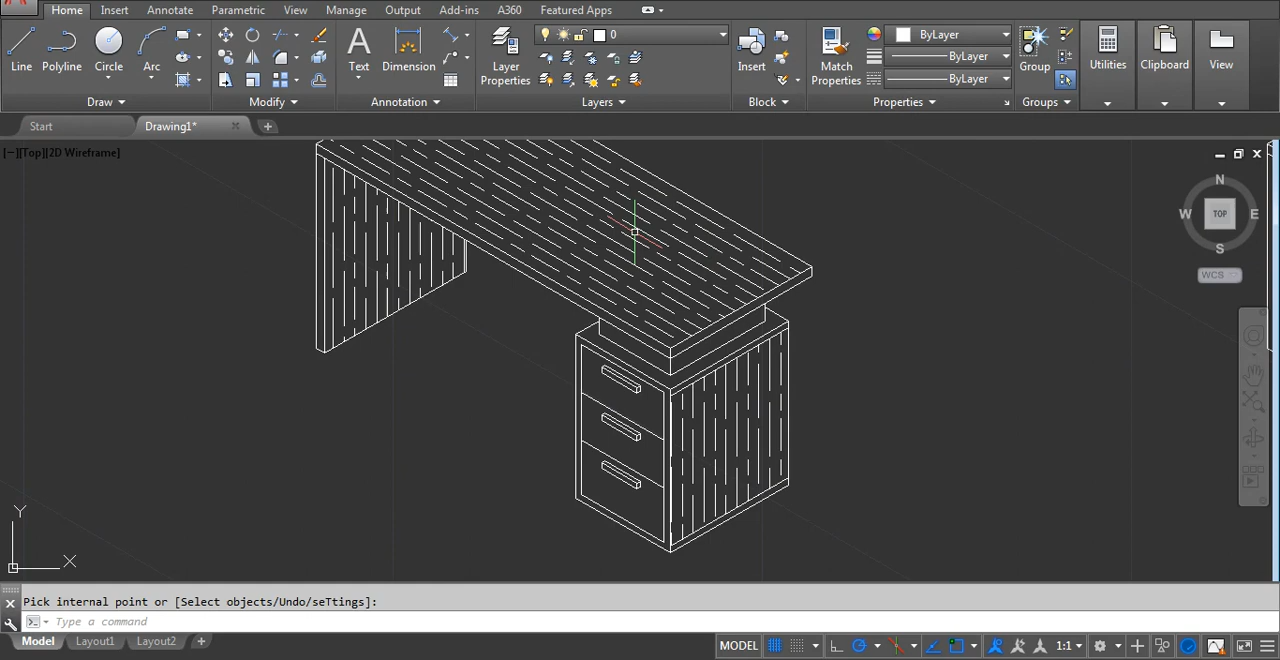 Home Insert Annotate Parametric View Manage Output Add-ins A360 Featured Apps
Line Polyline Circle Arc Text Dimension Layer Properties 0 Insert Match Properties ByLayer ByLayer ByLayer Group Utilities Clipboard View
Draw Modify Annotation Layers Block Properties Groups
Start Drawing1* +
[−][Top][2D Wireframe]
N
W TOP E
S
WCS
Y
X
Pick internal point or [Select objects/Undo/seTtings]:
Type a command
Model Layout1 Layout2 + MODEL 1:1